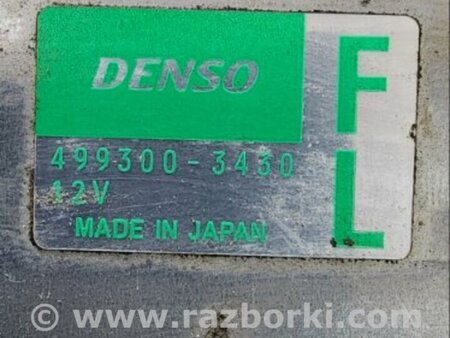 DENSO
499300-3430
12V
MADE IN JAPAN
F
L
www.razborki.com